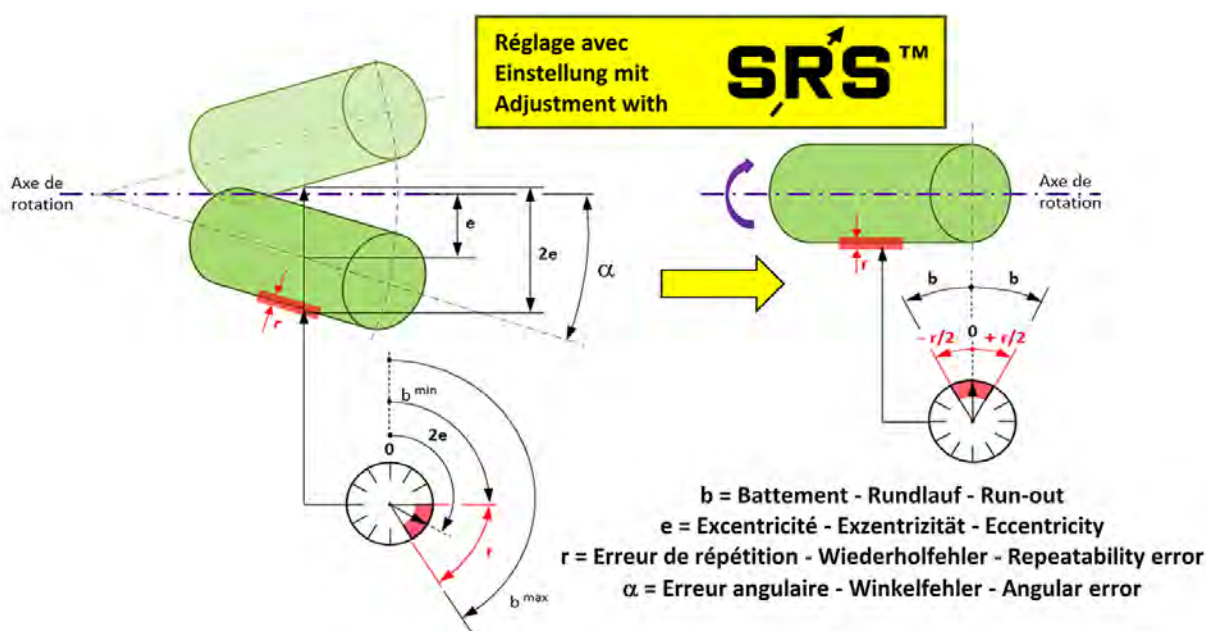 Réglage avec
Einstellung mit
Adjustment with
SRS™
Axe de
rotation
e
2e
α
r
b min
2e
0
r
b max
Axe de
rotation
r
b
b
0
- r/2
+ r/2
b = Battement - Rundlauf - Run-out
e = Excentricité - Exzentrizität - Eccentricity
r = Erreur de répétition - Wiederholfehler - Repeatability error
α = Erreur angulaire - Winkelfehler - Angular error